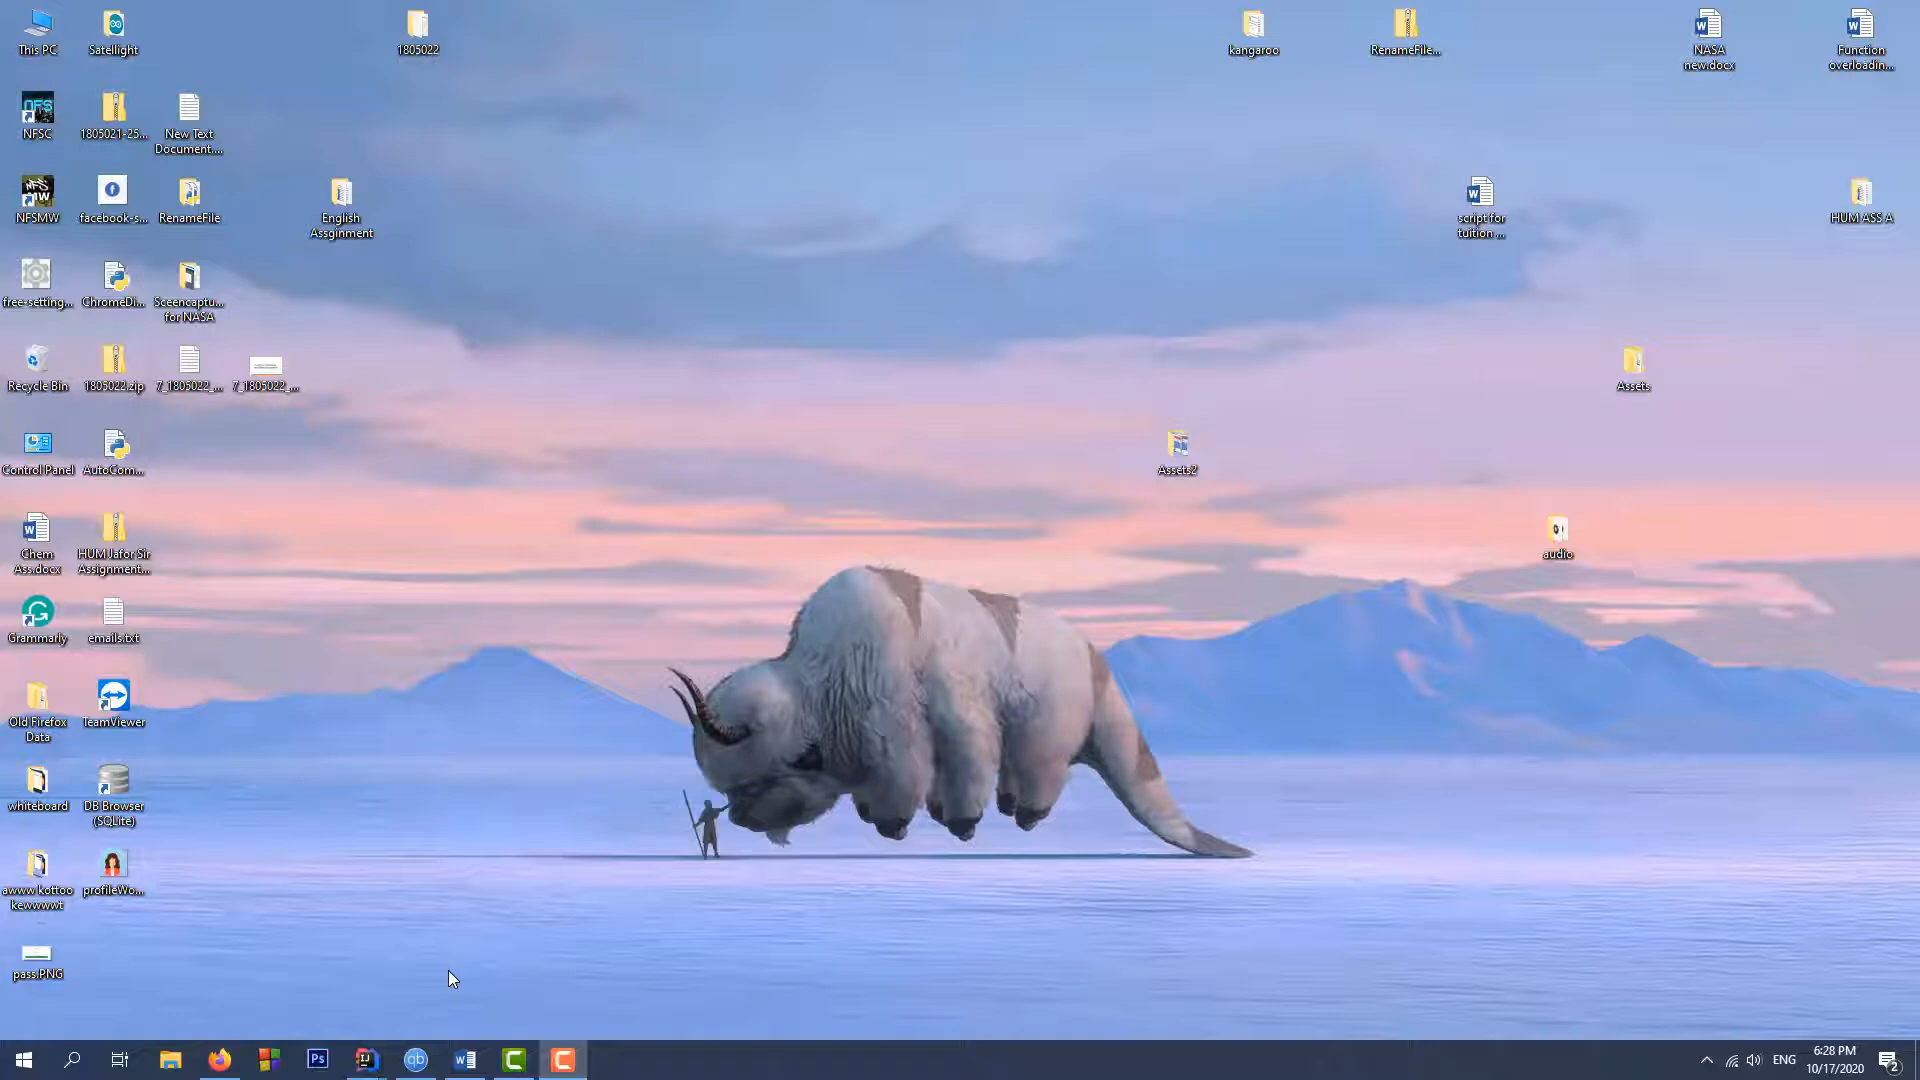 This PC
Satellight
1805022
kangaroo
RenameFile...
NASA
new.docx
Function
overloadin...
NFSC
1805021-25...
New Text
Document....
NFSMW
facebook-s...
RenameFile
English
Assginment
script for
tuition ...
HUM ASS A
free-setting...
ChromeDi...
Sceencaptu...
for NASA
Recycle Bin
1805022.zip
7_1805022_...
7_1805022_...
Assets
Control Panel
AutoCom...
Assets2
Chem
Ass.docx
HUM Jafor Sir
Assignment...
audio
Grammarly
emails.txt
Old Firefox
Data
TeamViewer
whiteboard
DB Browser
(SQLite)
awww kottoo
kewwwwt
profileWo...
pass.PNG
Ps
IJ
qb
ENG
6:28 PM
10/17/2020
2